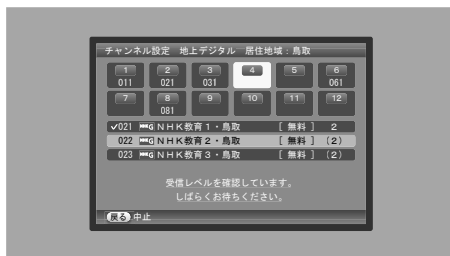 チャンネル設定 地上デジタル 居住地域：鳥取
1 2 3 4 5 6
011 021 031 061
7 8 9 10 11 12
081
✓021 G NHK教育1・鳥取 [ 無料 ] 2
022 G NHK教育2・鳥取 [ 無料 ] (2)
023 G NHK教育3・鳥取 [ 無料 ] (2)
受信レベルを確認しています。
しばらくお待ちください。
戻る 中止